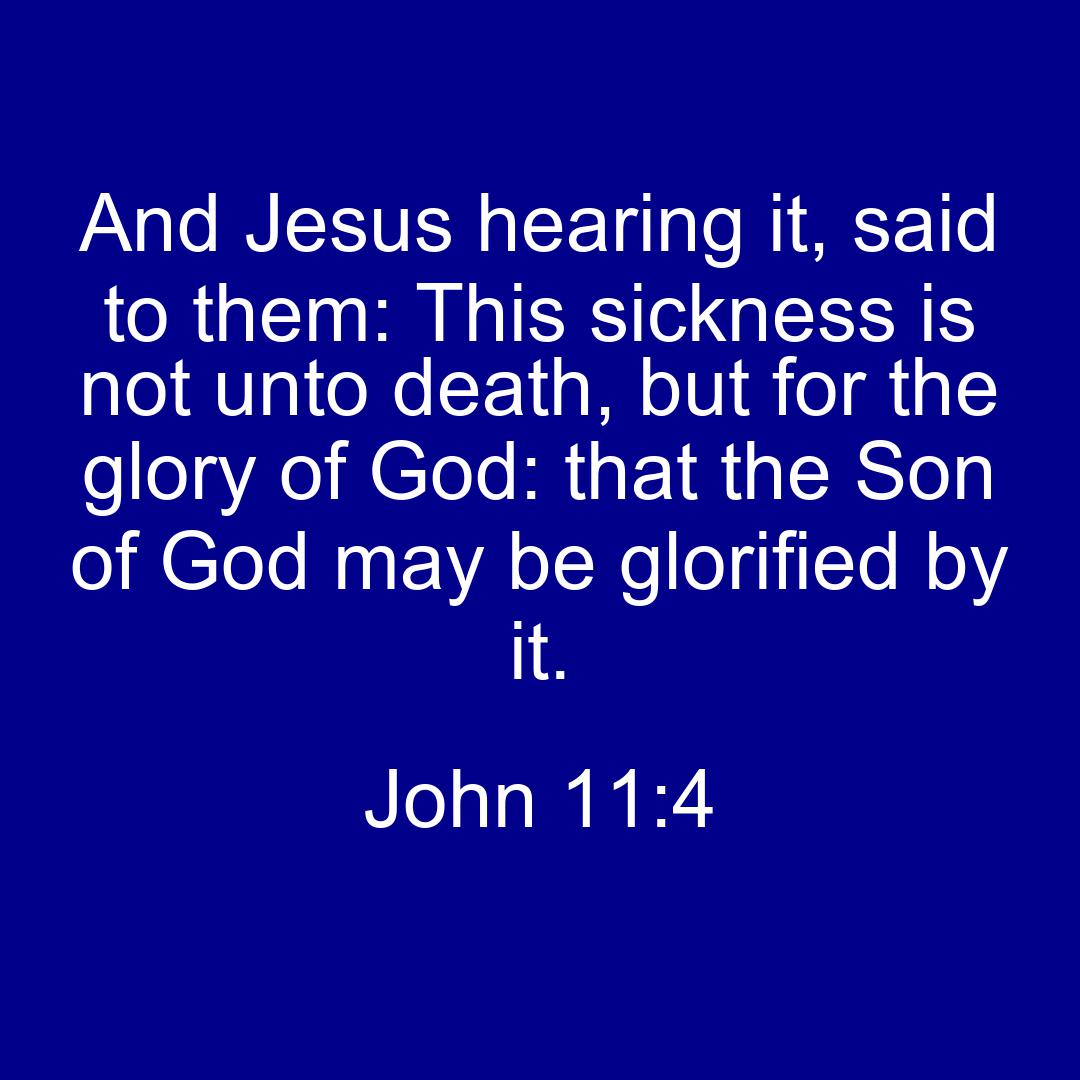 And Jesus hearing it, said
to them: This sickness is
not unto death, but for the
glory of God: that the Son
of God may be glorified by
it.
John 11:4